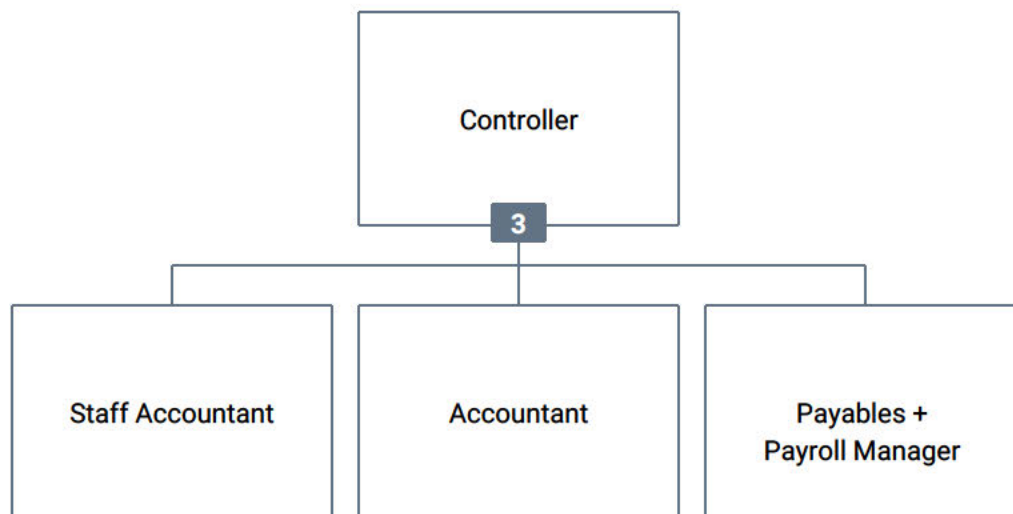 Controller
3
Staff Accountant
Accountant
Payables +
Payroll Manager